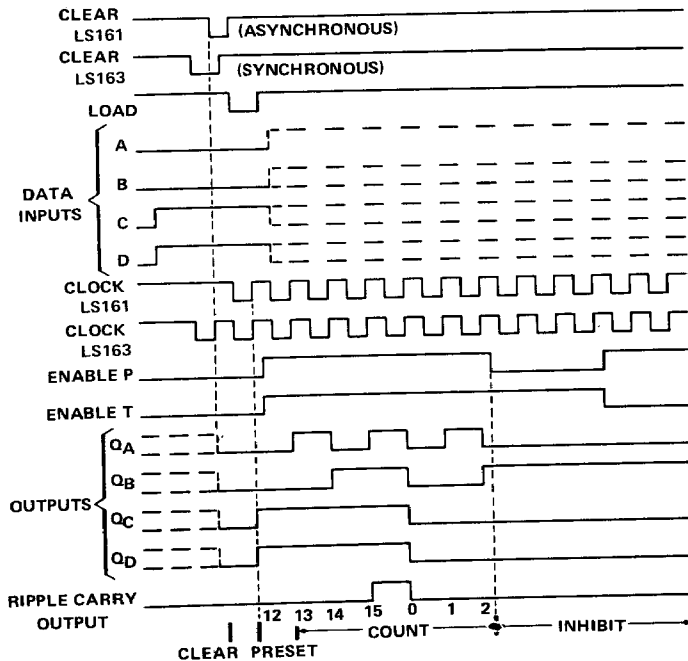 CLEAR
LS161
(ASYNCHRONOUS)
CLEAR
LS163
(SYNCHRONOUS)
LOAD
DATA
INPUTS
A
B
C
D
CLOCK
LS161
CLOCK
LS163
ENABLE P
ENABLE T
OUTPUTS
QA
QB
QC
QD
RIPPLE CARRY
OUTPUT
12 13 14 15 0 1 2
COUNT
INHIBIT
CLEAR PRESET